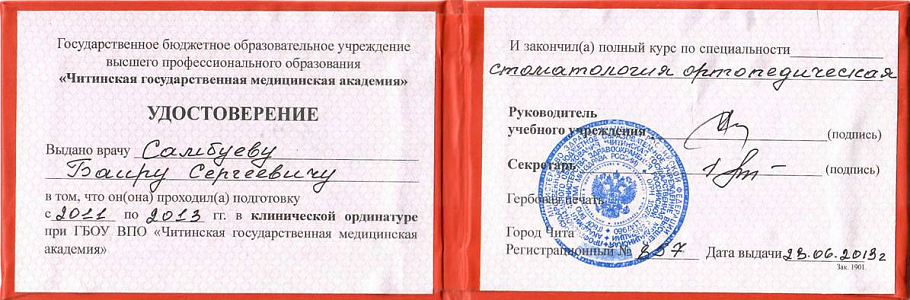 Государственное бюджетное образовательное учреждение
высшего профессионального образования
«Читинская государственная медицинская академия»
УДОСТОВЕРЕНИЕ
Выдано врачу Самбуеву
Баиру Сергеевичу
в том, что он(она) проходил(а) подготовку
с 2011 по 2013 гг. в клинической ординатуре
при ГБОУ ВПО «Читинская государственная медицинская
академия»
И закончил(а) полный курс по специальности
стоматология ортопедическая
Руководитель
учебного учреждения (подпись)
Секретарь (подпись)
Гербовая печать
Город Чита
Регистрационный № 257 Дата выдачи 23.06.2013г
Зак. 1901